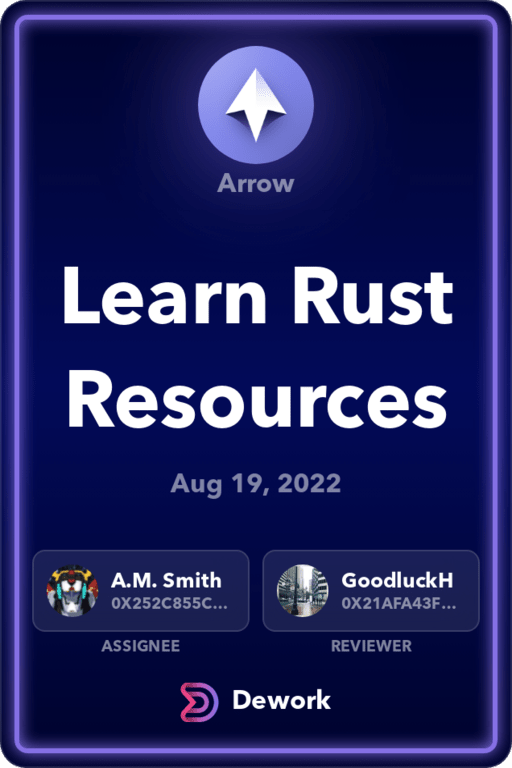 Arrow
Learn Rust
Resources
Aug 19, 2022
A.M. Smith
0X252C855C...
ASSIGNEE
GoodluckH
0X21AFA43F...
REVIEWER
Dework